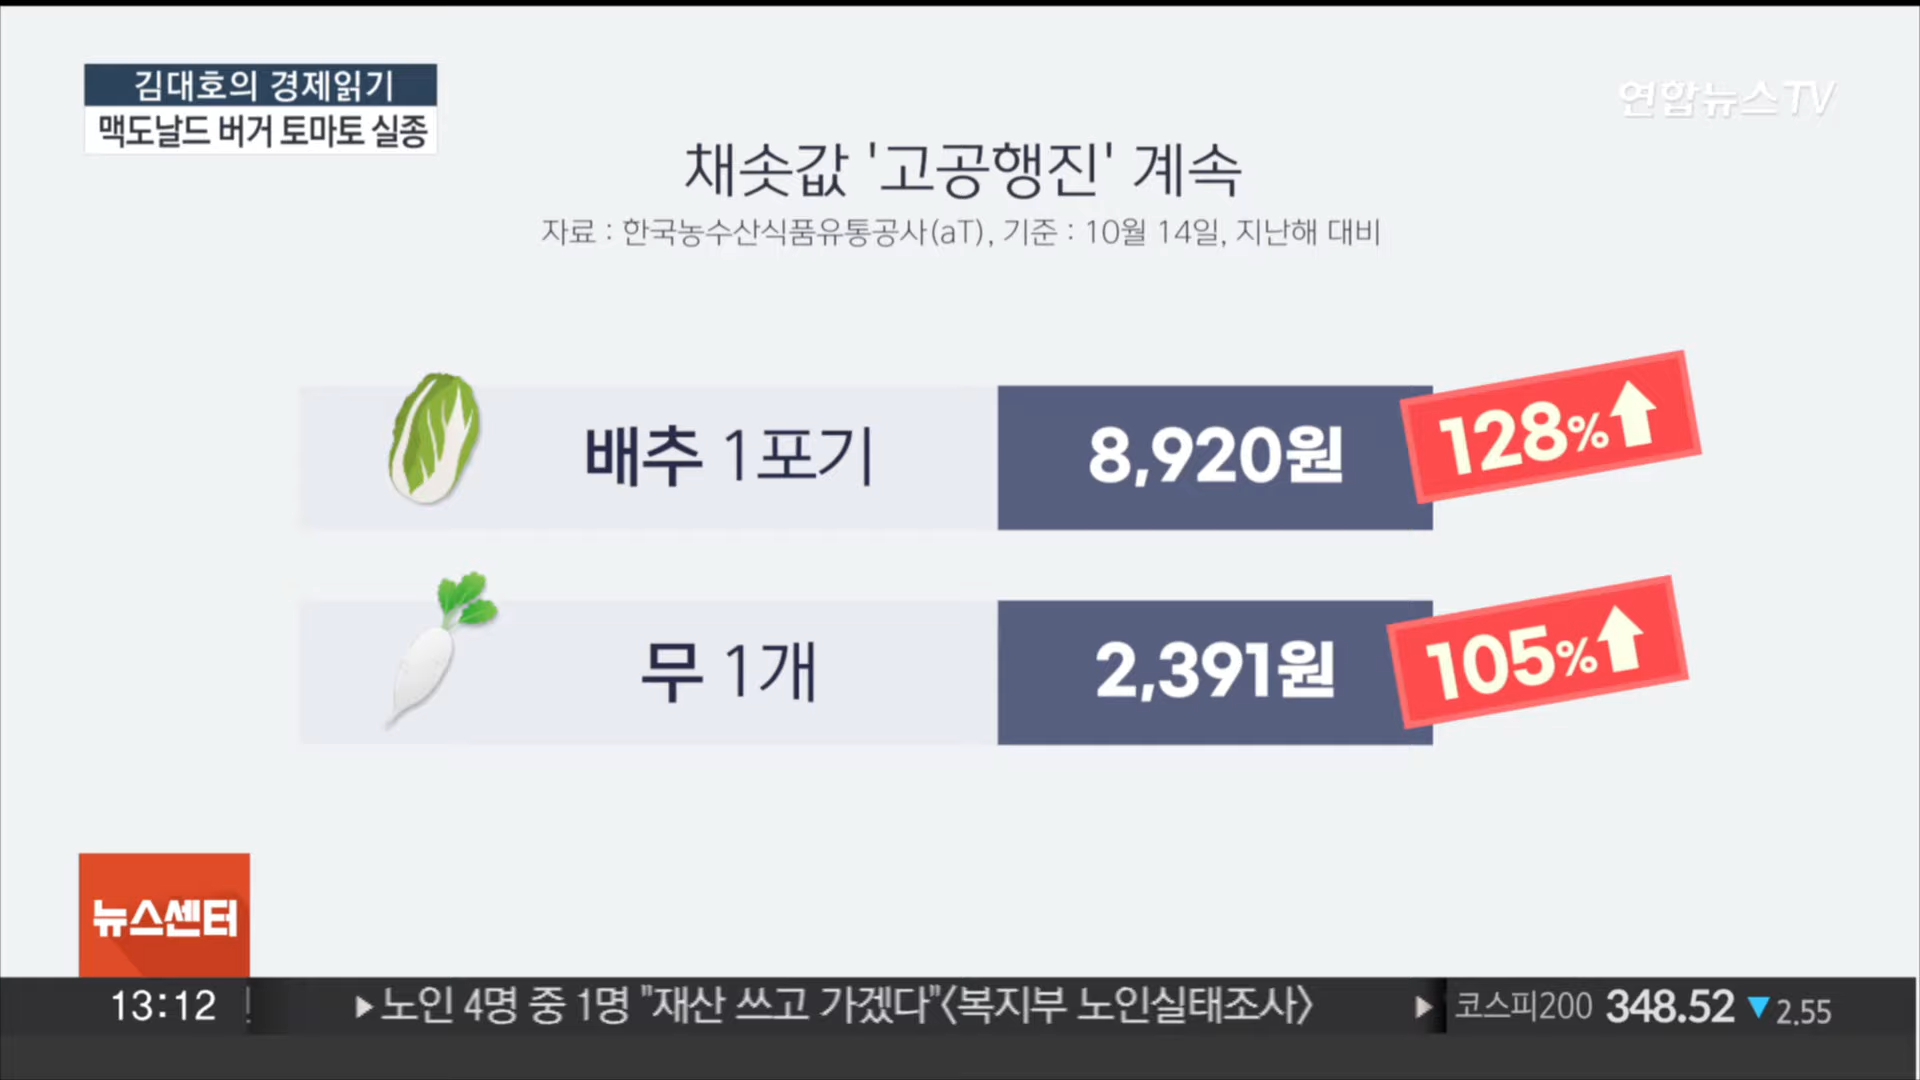 김대호의 경제읽기
맥도날드 버거 토마토 실종
연합뉴스TV
채솟값 '고공행진' 계속
자료 : 한국농수산식품유통공사(aT), 기준 : 10월 14일, 지난해 대비
배추 1포기
8,920원
128%
무 1개
2,391원
105%
뉴스센터
13:12
노인 4명 중 1명 "재산 쓰고 가겠다"〈복지부 노인실태조사〉
코스피200 348.52 ▼ 2.55